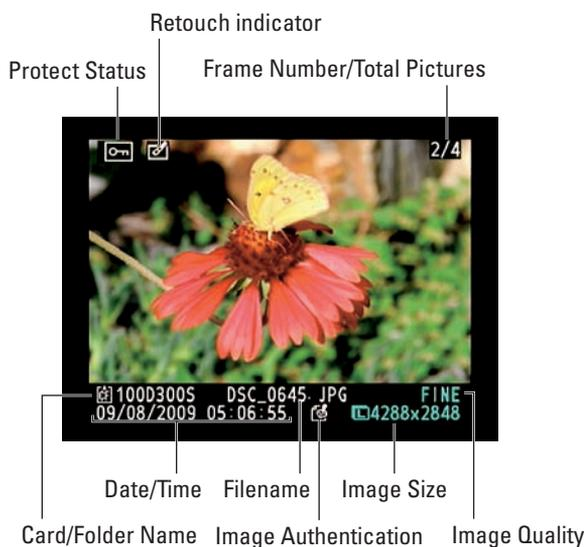 Retouch indicator
Protect Status
Frame Number/Total Pictures
2/4
100D300S DSC_0645.JPG FINE
09/08/2009 05:06:55 L 4288x2848
Date/Time Filename Image Size
Card/Folder Name Image Authentication Image Quality